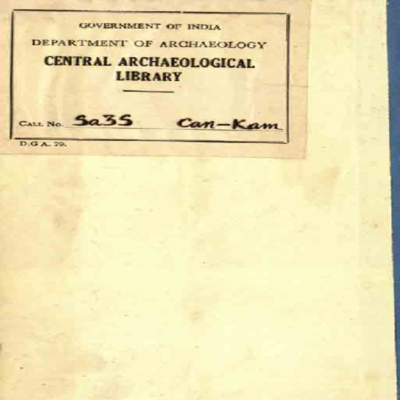 GOVERNMENT OF INDIA
DEPARTMENT OF ARCHAEOLOGY
CENTRAL ARCHAEOLOGICAL
LIBRARY
CALL No. Sa3S Can-Kam
D.G.A. 79.